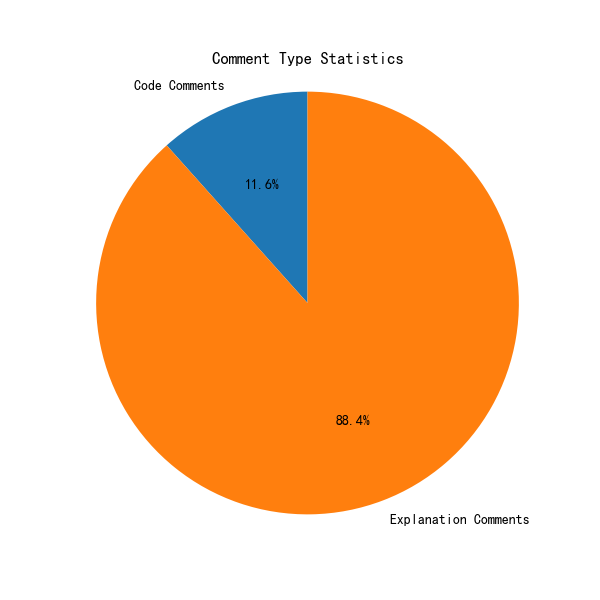 Comment Type Statistics
Code Comments
11.6%
88.4%
Explanation Comments